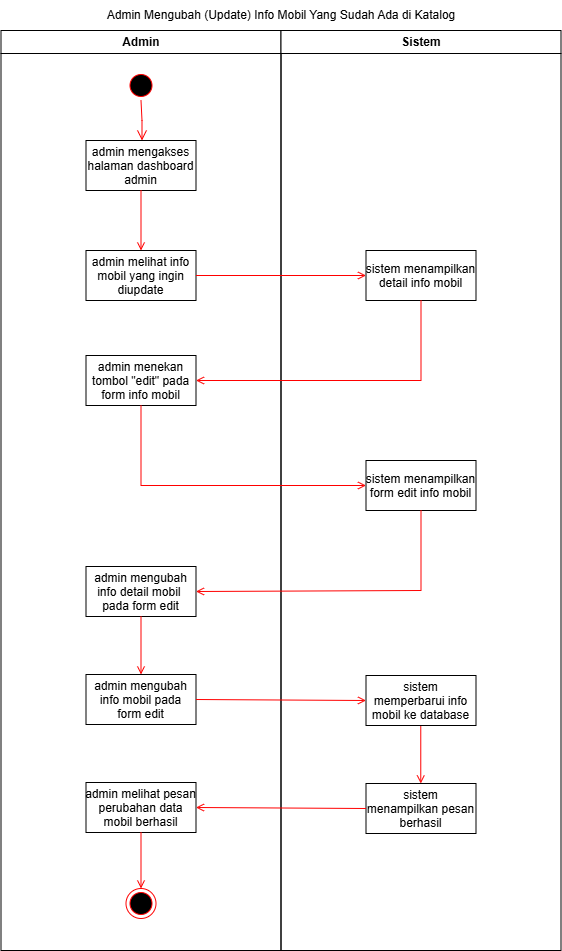 Admin Mengubah (Update) Info Mobil Yang Sudah Ada di Katalog
Admin
Sistem
admin mengakses
halaman dashboard
admin
admin melihat info
mobil yang ingin
diupdate
sistem menampilkan
detail info mobil
admin menekan
tombol "edit" pada
form info mobil
sistem menampilkan
form edit info mobil
admin mengubah
info detail mobil
pada form edit
admin mengubah
info mobil pada
form edit
sistem
memperbarui info
mobil ke database
sistem
menampilkan pesan
berhasil
admin melihat pesan
perubahan data
mobil berhasil